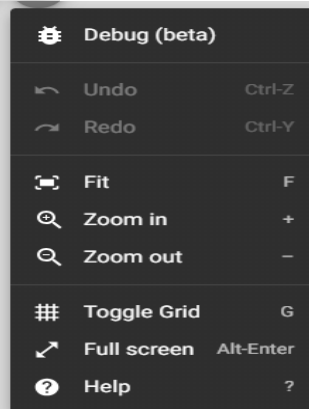 Debug (beta)
Undo Ctrl-Z
Redo Ctrl-Y
Fit F
Zoom in +
Zoom out −
Toggle Grid G
Full screen Alt-Enter
Help ?